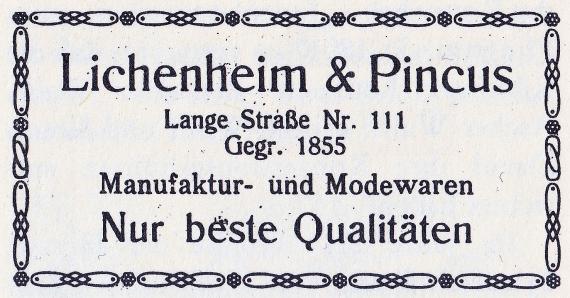 Lichenheim & Pincus
Lange Straße Nr. 111
Gegr. 1855
Manufaktur- und Modewaren
Nur beste Qualitäten